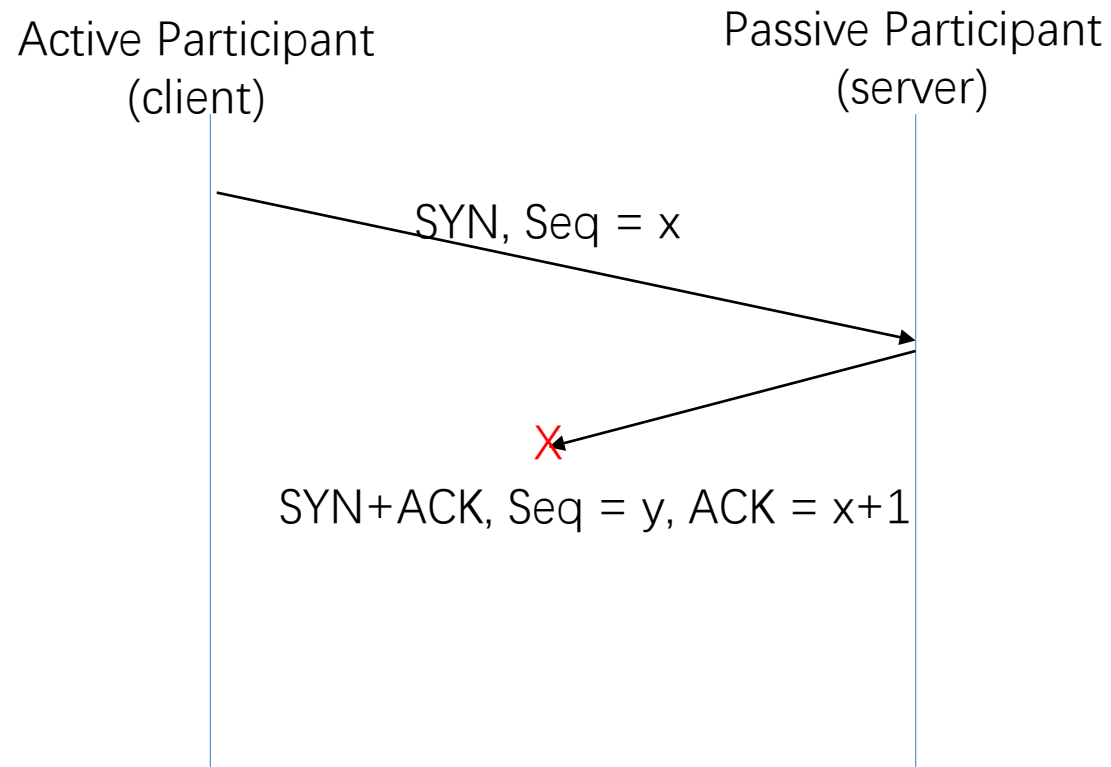 Active Participant
(client)
Passive Participant
(server)
SYN, Seq = x
X
SYN+ACK, Seq = y, ACK = x+1